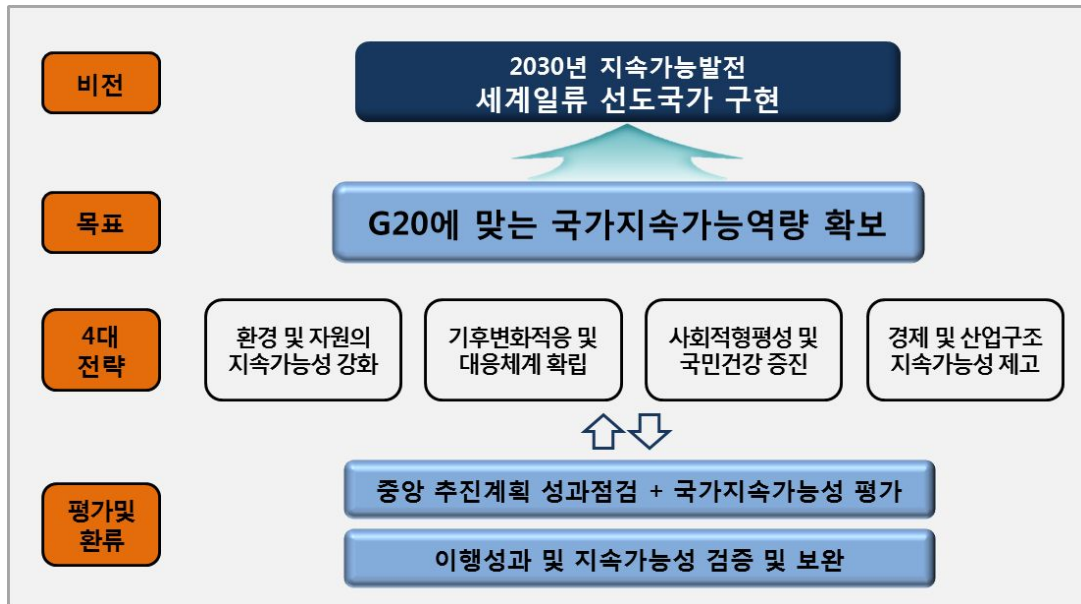 비전
2030년 지속가능발전
세계일류 선도국가 구현
목표
G20에 맞는 국가지속가능역량 확보
4대
전략
환경 및 자원의
지속가능성 강화
기후변화적응 및
대응체계 확립
사회적형평성 및
국민건강 증진
경제 및 산업구조
지속가능성 제고
평가및
환류
중앙 추진계획 성과점검 + 국가지속가능성 평가
이행성과 및 지속가능성 검증 및 보완